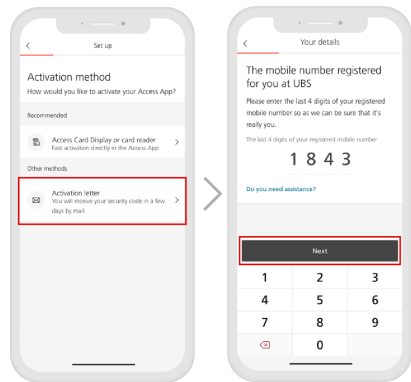 Set up
Activation method
How would you like to activate your Access App?
Recommended
Access Card Display or card reader
Fast activation directly in the Access App
Other methods
Activation letter
You will receive your security code in a few
days by mail.
Your details
The mobile number registered
for you at UBS
Please enter the last 4 digits of your registered
mobile number so as we can be sure that it's
really you.
The last 4 digits of your registered mobile number
1 8 4 3
Do you need assistance?
Next
1 2 3
4 5 6
7 8 9
0